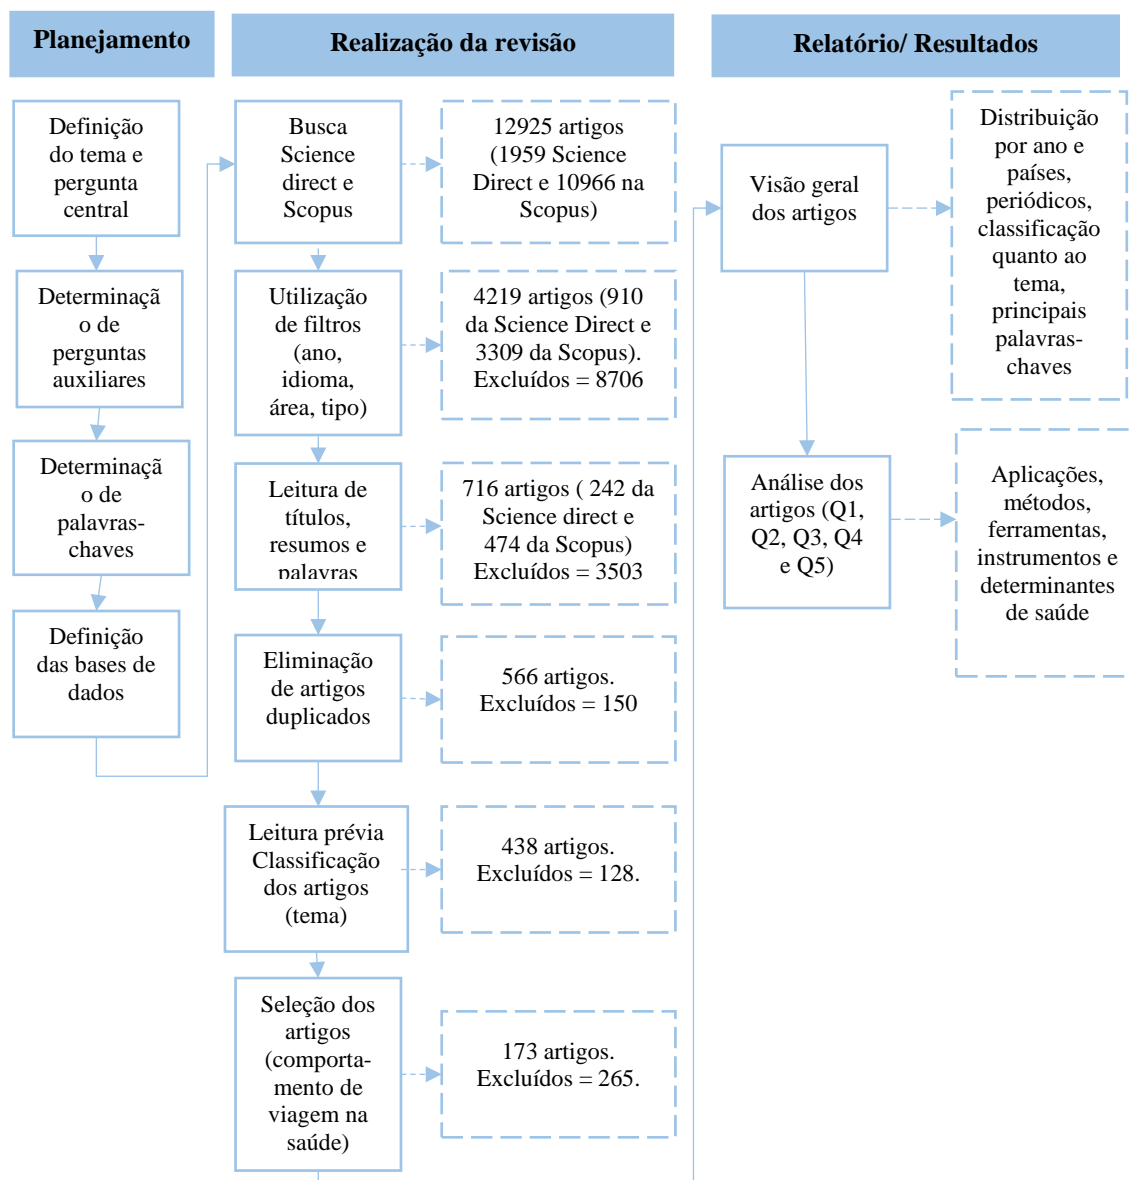 Planejamento
Realização da revisão
Relatório/ Resultados
Definição
do tema e
pergunta
central
Determinaçã
o de
perguntas
auxiliares
Determinaçã
o de
palavras-
chaves
Definição
das bases de
dados
Busca
Science
direct e
Scopus
12925 artigos
(1959 Science
Direct e 10966 na
Scopus)
Utilização
de filtros
(ano,
idioma,
área, tipo)
4219 artigos (910
da Science Direct e
3309 da Scopus).
Excluídos = 8706
Leitura de
títulos,
resumos e
palavras
716 artigos ( 242 da
Science direct e
474 da Scopus)
Excluídos = 3503
Eliminação
de artigos
duplicados
566 artigos.
Excluídos = 150
Leitura prévia
Classificação
dos artigos
(tema)
438 artigos.
Excluídos = 128.
Seleção dos
artigos
(comporta-
mento de
viagem na
saúde)
173 artigos.
Excluídos = 265.
Visão geral
dos artigos
Distribuição
por ano e
países,
periódicos,
classificação
quanto ao
tema,
principais
palavras-
chaves
Análise dos
artigos (Q1,
Q2, Q3, Q4
e Q5)
Aplicações,
métodos,
ferramentas,
instrumentos e
determinantes
de saúde